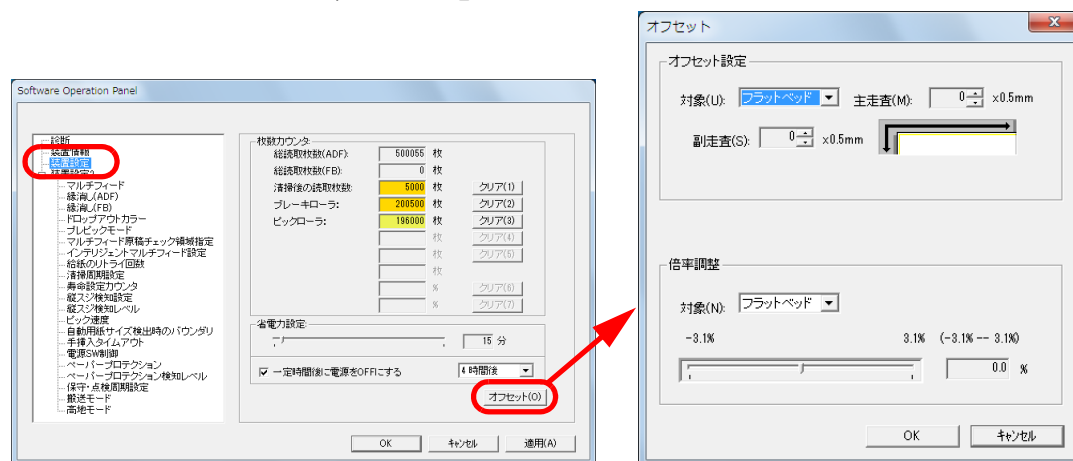 Software Operation Panel
診断
装置情報
装置設定
装置設定2
マルチフィード
縁消し(ADF)
縁消し(FB)
ドロップアウトカラー
プレピックモード
マルチフィード原稿チェック領域指定
インテリジェントマルチフィード設定
給紙のリトライ回数
清掃周期設定
寿命設定カウンタ
縦スジ検知設定
縦スジ検知レベル
ピック速度
自動用紙サイズ検出時のバウンダリ
手挿入タイムアウト
電源SW制御
ペーパープロテクション
ペーパープロテクション検知レベル
保守・点検周期設定
搬送モード
高地モード
枚数カウンタ
総読取枚数(ADF): 500055 枚
総読取枚数(FB): 0 枚
清掃後の読取枚数: 5000 枚 クリア(1)
ブレーキローラ: 200500 枚 クリア(2)
ピックローラ: 196000 枚 クリア(3)
枚 クリア(4)
枚 クリア(5)
枚
% クリア(6)
% クリア(7)
省電力設定:
15 分
一定時間後に電源をOFFにする 4 時間後
オフセット(O)
OK キャンセル 適用(A)
オフセット
オフセット設定
対象(U): フラットベッド 主走査(M): 0 ×0.5mm
副走査(S): 0 ×0.5mm
倍率調整
対象(N): フラットベッド
-3.1% 3.1% (-3.1% -- 3.1%)
0.0 %
OK キャンセル